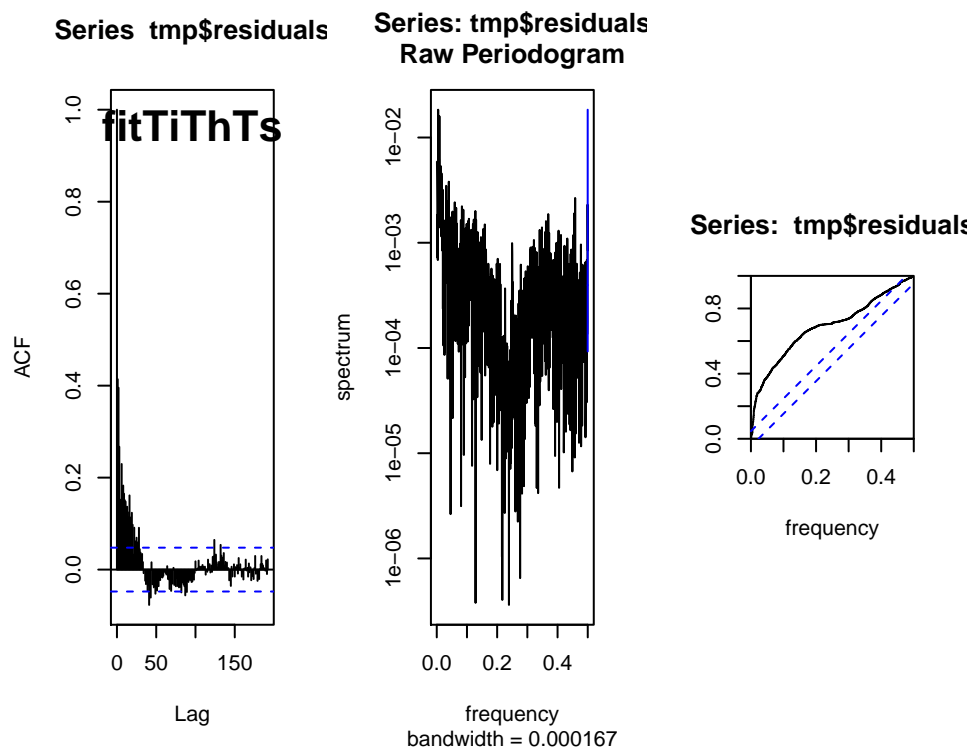 Series tmp$residuals
fitTiThTs
ACF
1.0
0.8
0.6
0.4
0.2
0.0
0 50 150
Lag
Series: tmp$residuals
Raw Periodogram
spectrum
1e-02
1e-03
1e-04
1e-05
1e-06
0.0 0.2 0.4
frequency
bandwidth = 0.000167
Series: tmp$residuals
0.8
0.4
0.0
0.0 0.2 0.4
frequency